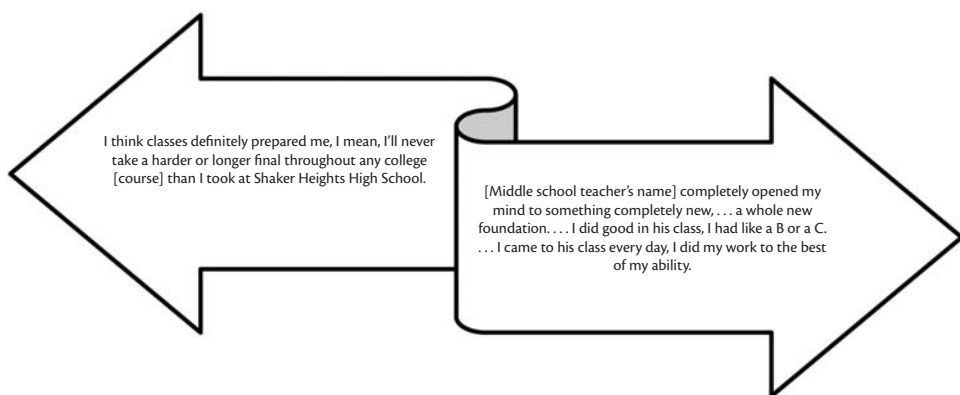 I think classes definitely prepared me, I mean, I’ll never
take a harder or longer final throughout any college
[course] than I took at Shaker Heights High School.
[Middle school teacher’s name] completely opened my
mind to something completely new, . . . a whole new
foundation. . . . I did good in his class, I had like a B or a C.
. . . I came to his class every day, I did my work to the best
of my ability.